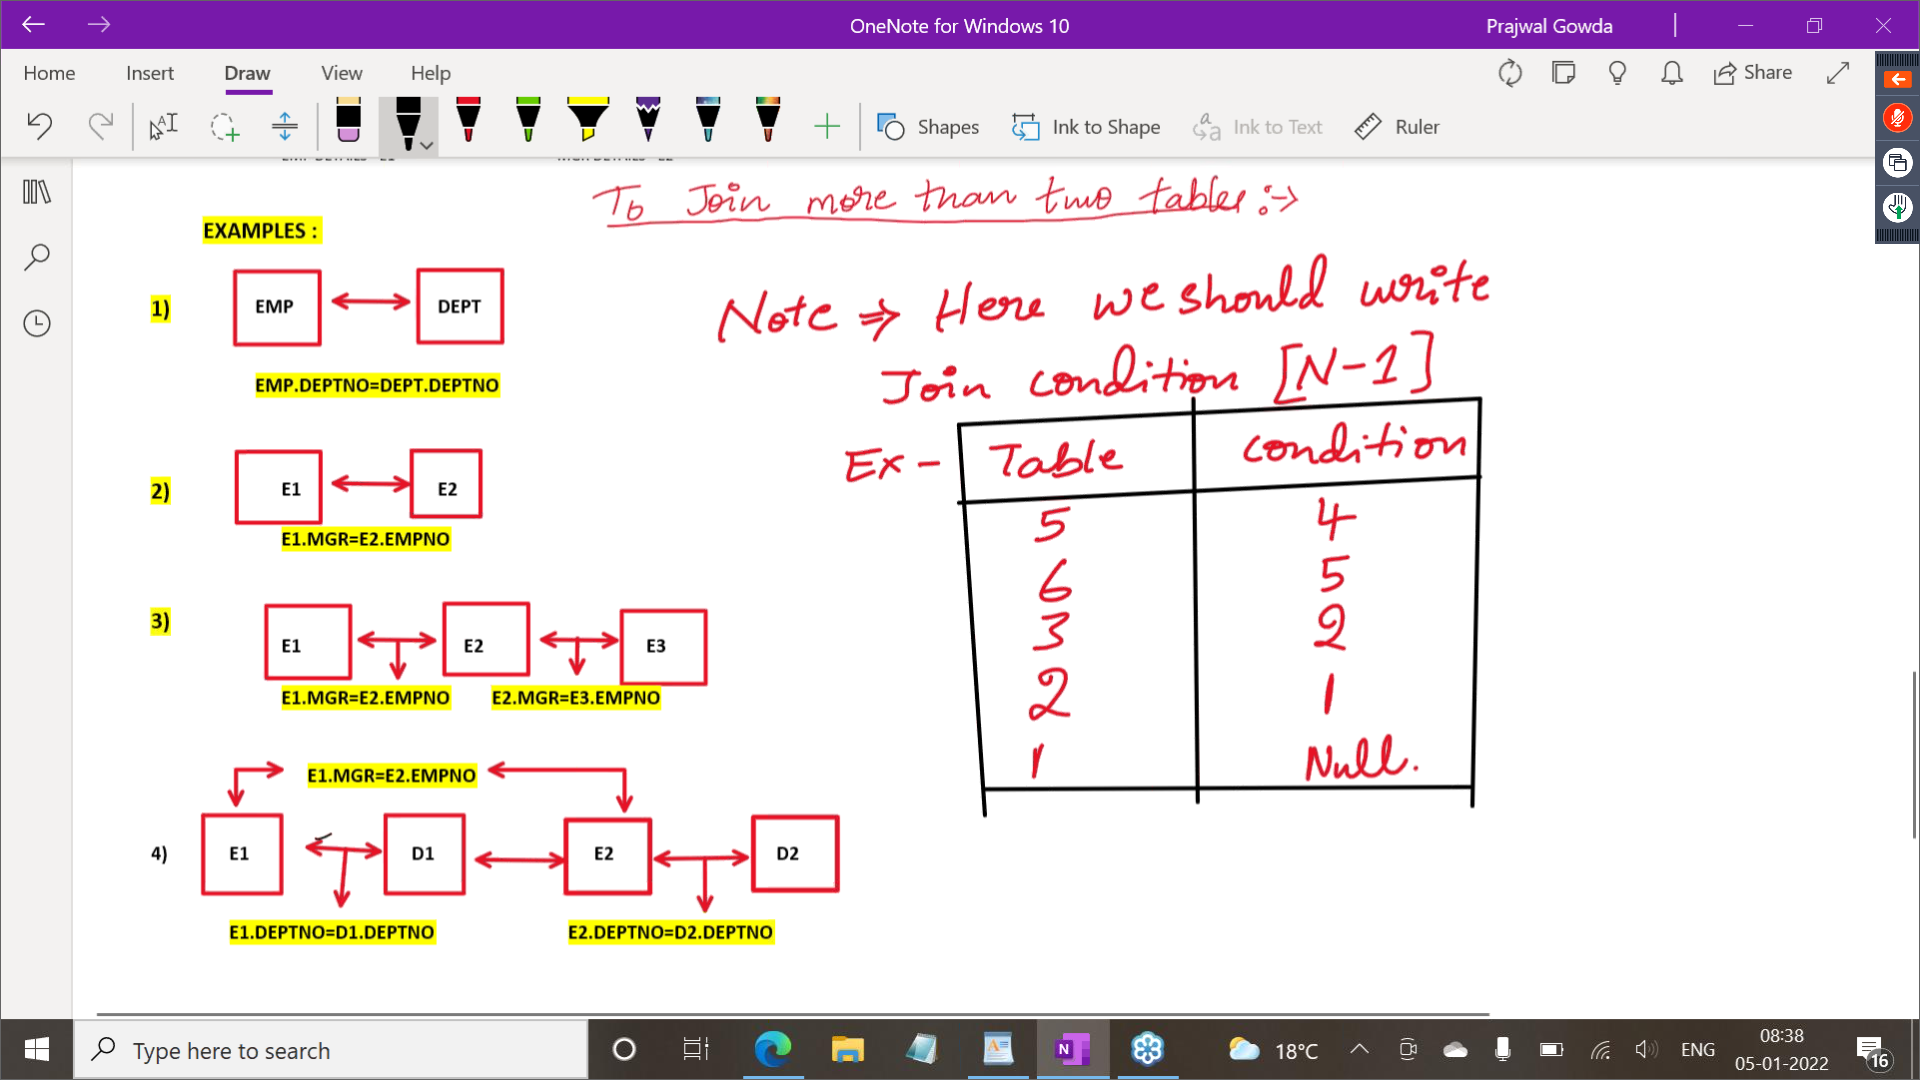 OneNote for Windows 10
Prajwal Gowda
Home
Insert
Draw
View
Help
Share
Shapes
Ink to Shape
Ink to Text
Ruler
To Join more than two tables :->
EXAMPLES :
Note => Here we should write
Join condition [N-1]
1)
EMP
DEPT
EMP.DEPTNO=DEPT.DEPTNO
Ex - Table condition
5 4
6 5
3 2
2 1
1 Null.
2)
E1
E2
E1.MGR=E2.EMPNO
3)
E1
E2
E3
E1.MGR=E2.EMPNO
E2.MGR=E3.EMPNO
E1.MGR=E2.EMPNO
4)
E1
D1
E2
D2
E1.DEPTNO=D1.DEPTNO
E2.DEPTNO=D2.DEPTNO
Type here to search
N
18°C
ENG
08:38
05-01-2022
16